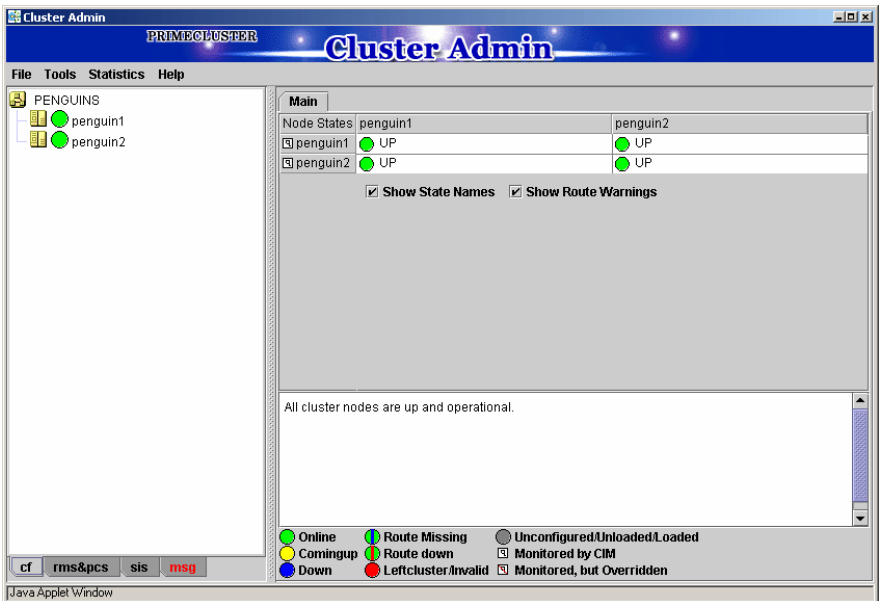 Cluster Admin
PRIMECLUSTER
Cluster Admin
File Tools Statistics Help
PENGUINS
penguin1
penguin2
Main
Node States penguin1 penguin2
penguin1 UP UP
penguin2 UP UP
Show State Names Show Route Warnings
All cluster nodes are up and operational.
Online Route Missing Unconfigured/Unloaded/Loaded
Comingup Route down Monitored by CIM
Down Leftcluster/Invalid Monitored, but Overridden
cf rms&pcs sis msg
Java Applet Window